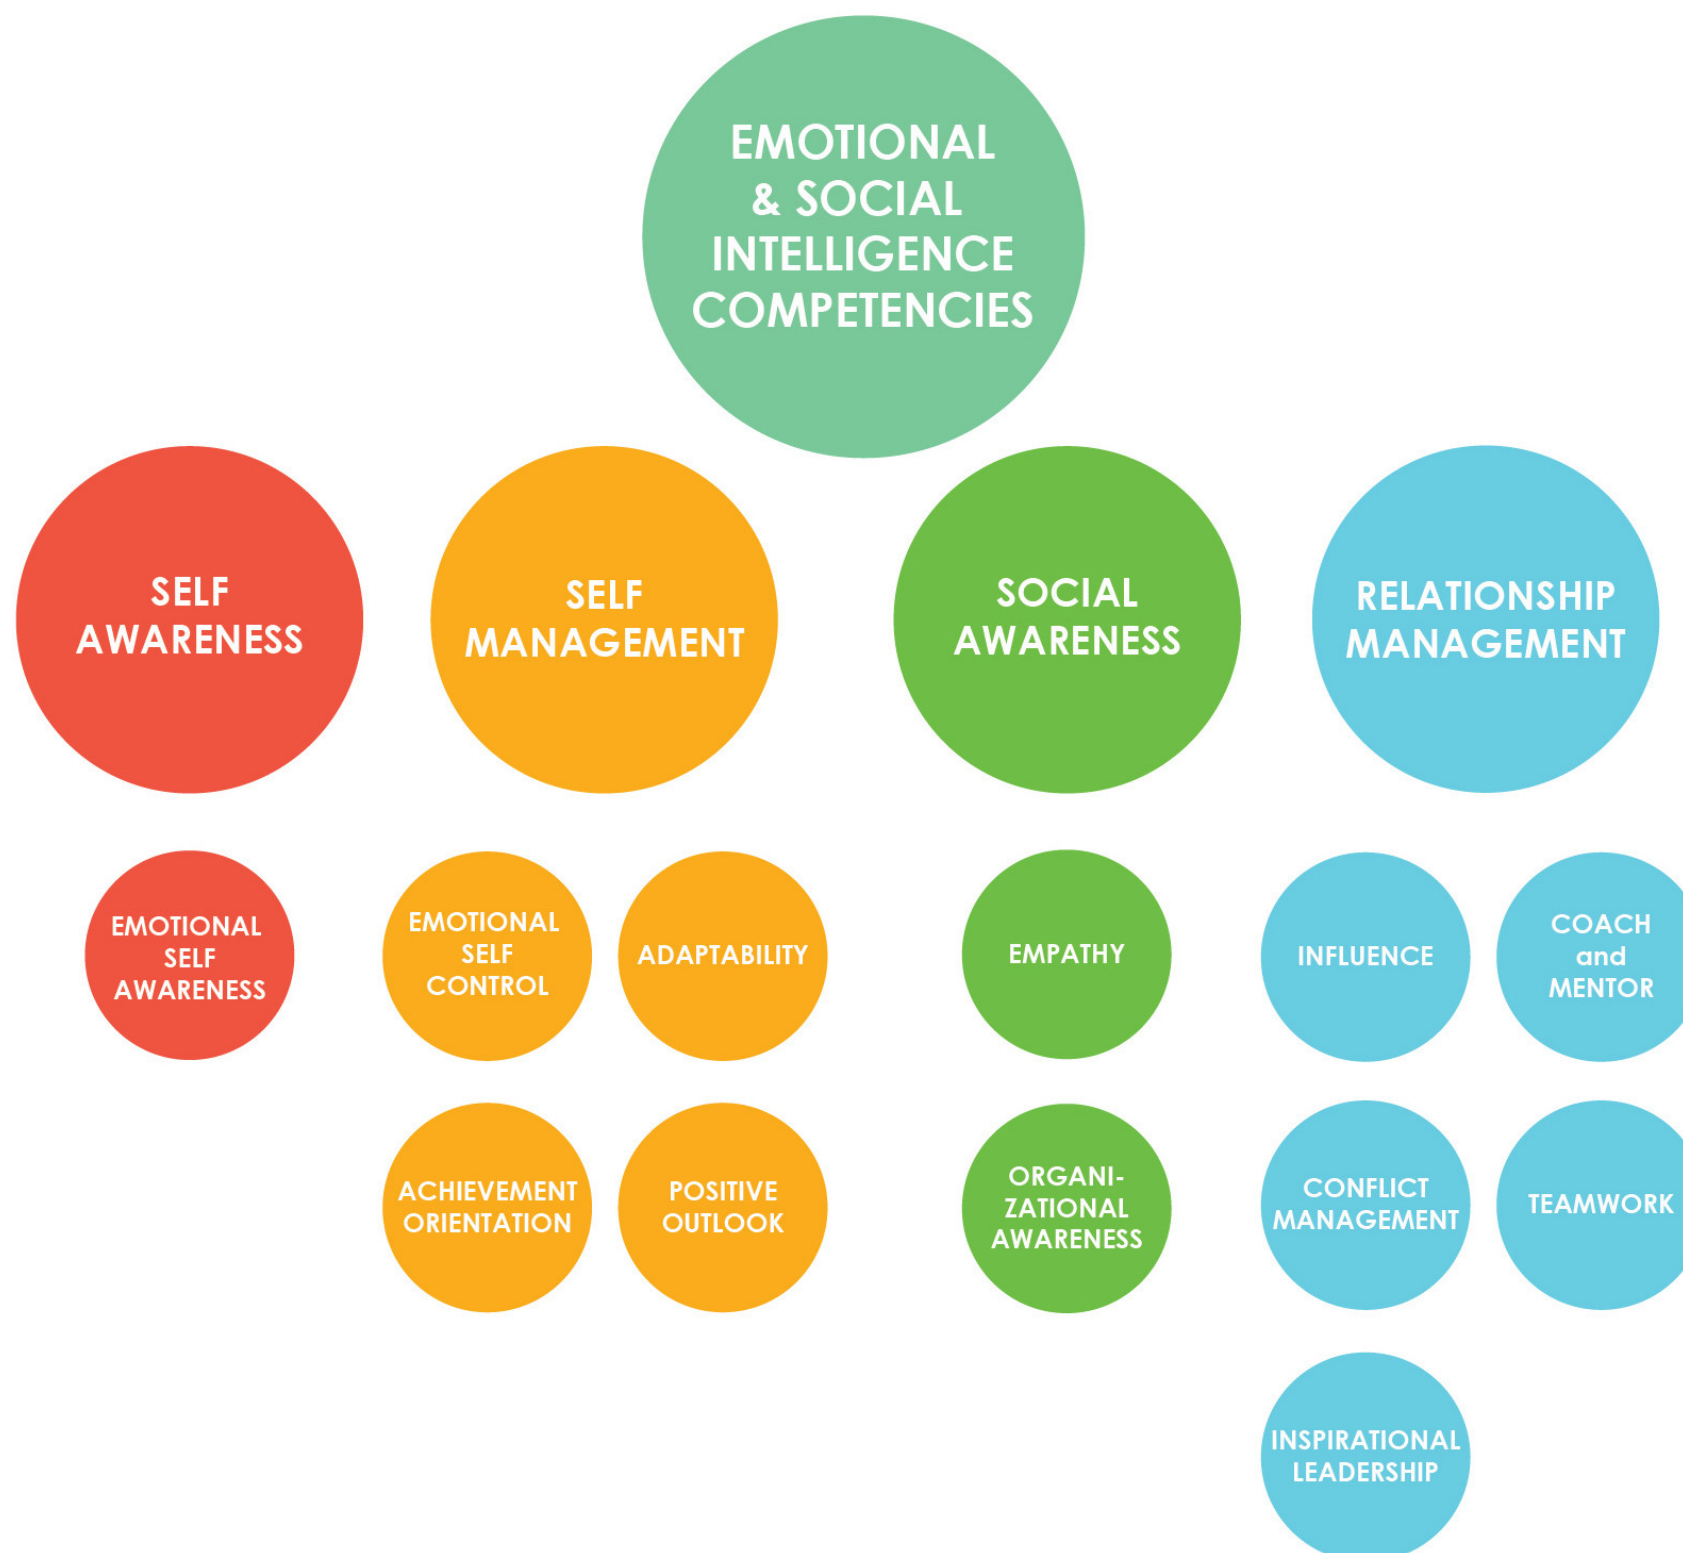 EMOTIONAL
& SOCIAL
INTELLIGENCE
COMPETENCIES
SELF
AWARENESS
SELF
MANAGEMENT
SOCIAL
AWARENESS
RELATIONSHIP
MANAGEMENT
EMOTIONAL
SELF
AWARENESS
EMOTIONAL
SELF
CONTROL
ADAPTABILITY
EMPATHY
INFLUENCE
COACH
and
MENTOR
ACHIEVEMENT
ORIENTATION
POSITIVE
OUTLOOK
ORGANI-
ZATIONAL
AWARENESS
CONFLICT
MANAGEMENT
TEAMWORK
INSPIRATIONAL
LEADERSHIP